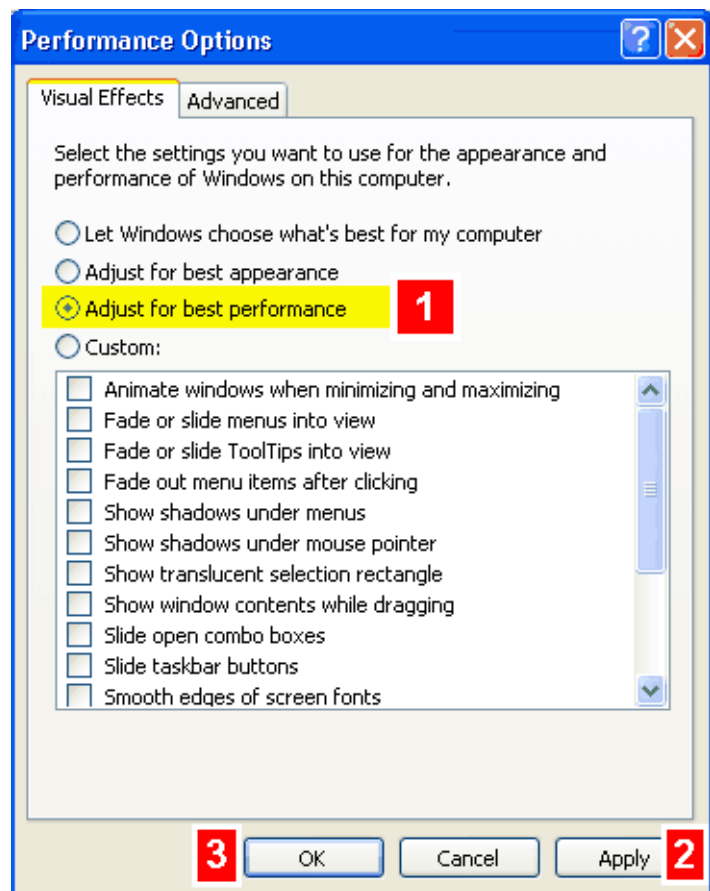 Performance Options
?
Visual Effects
Advanced
Select the settings you want to use for the appearance and
performance of Windows on this computer.
Let Windows choose what's best for my computer
Adjust for best appearance
Adjust for best performance 1
Custom:
Animate windows when minimizing and maximizing
Fade or slide menus into view
Fade or slide ToolTips into view
Fade out menu items after clicking
Show shadows under menus
Show shadows under mouse pointer
Show translucent selection rectangle
Show window contents while dragging
Slide open combo boxes
Slide taskbar buttons
Smooth edges of screen fonts
3 OK Cancel Apply 2